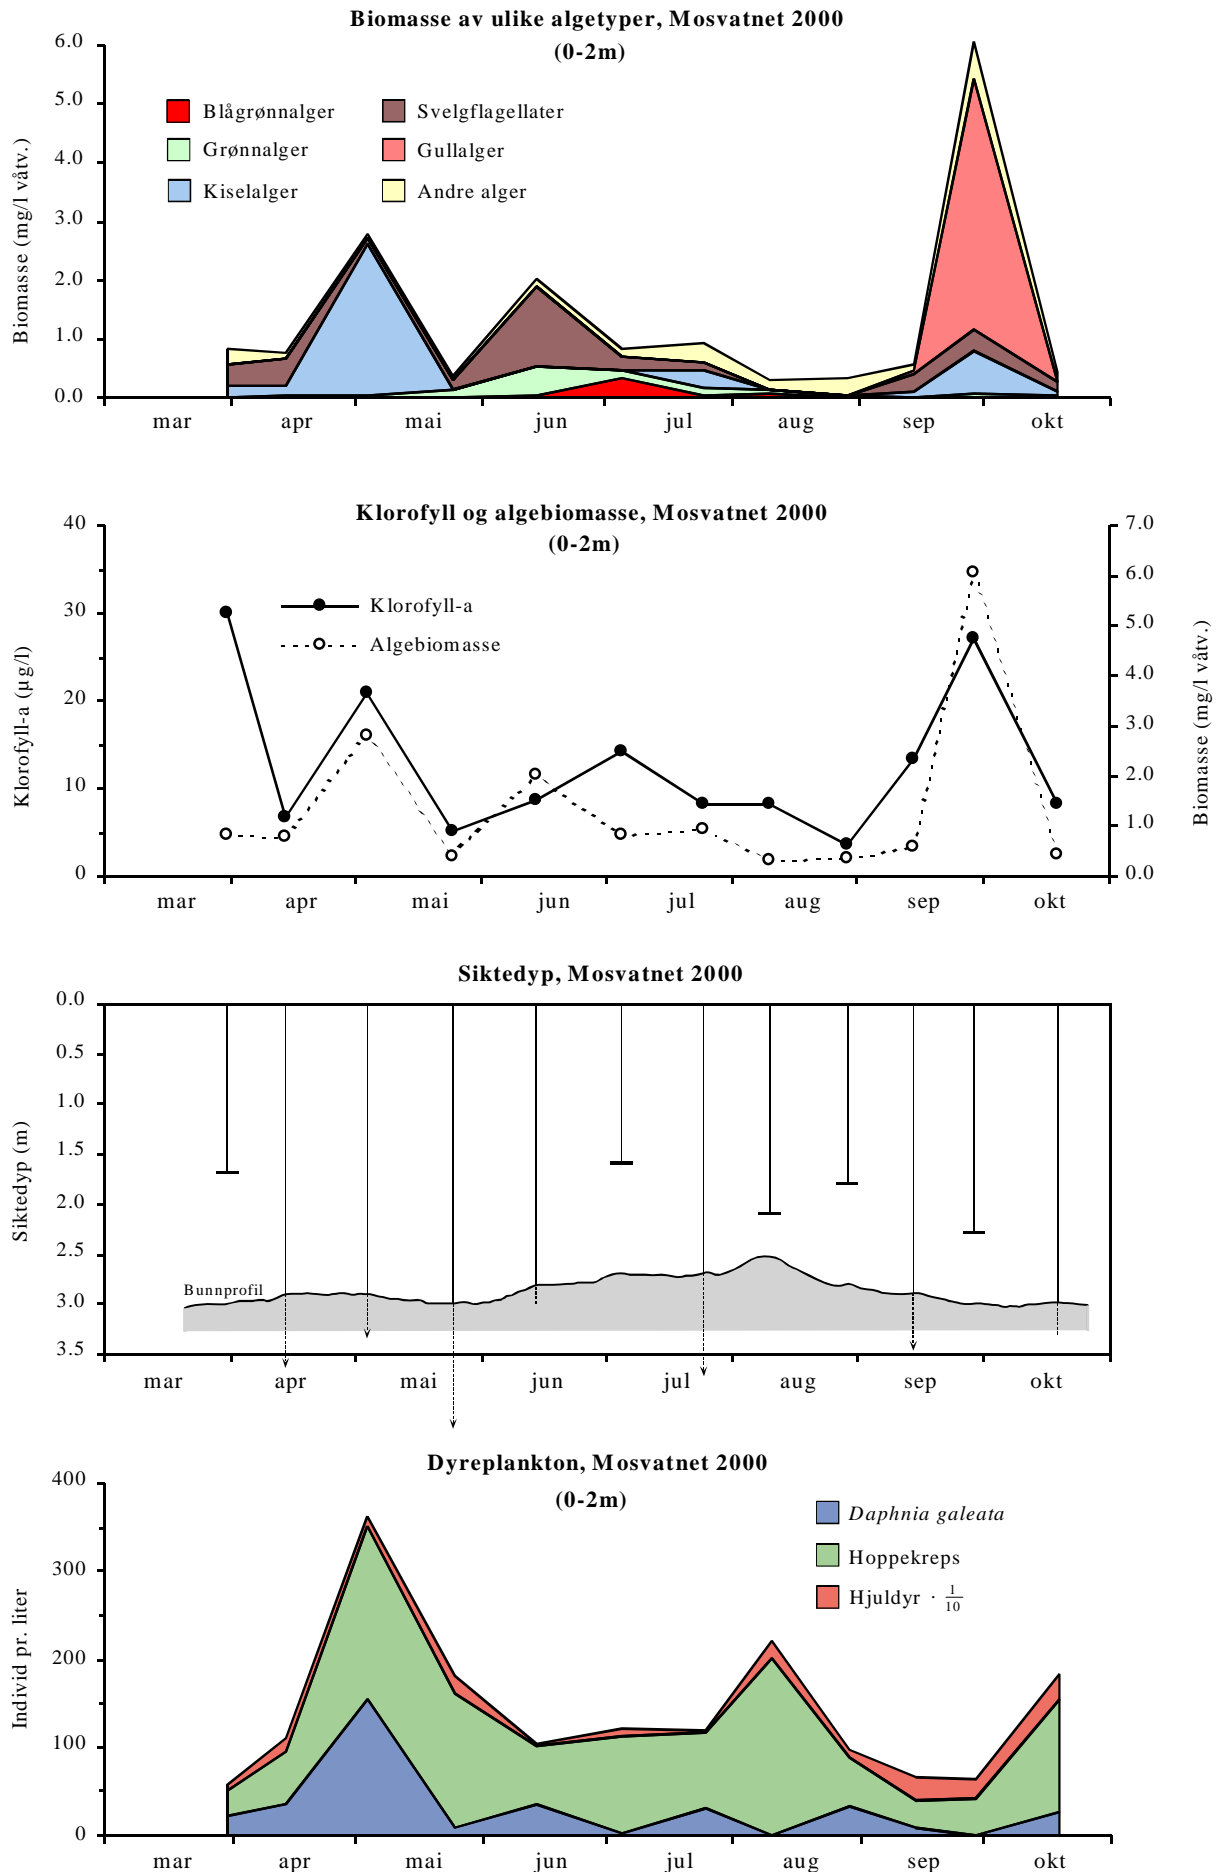 Biomasse av ulike algetyper, Mosvatnet 2000
(0-2m)
Biomasse (mg/l våtv.)
6.0
5.0
4.0
3.0
2.0
1.0
0.0
Blågrønnalger
Svelgflagellater
Grønnalger
Gullalger
Kiselalger
Andre alger
mar apr mai jun jul aug sep okt
Klorofyll og algebiomasse, Mosvatnet 2000
(0-2m)
Klorofyll-a (µg/l)
40
30
20
10
0
Klorofyll-a
Algebiomasse
7.0
6.0
5.0
4.0
3.0
2.0
1.0
0.0
Biomasse (mg/l våtv.)
mar apr mai jun jul aug sep okt
Siktedyp, Mosvatnet 2000
Siktedyp (m)
0.0
0.5
1.0
1.5
2.0
2.5
3.0
3.5
Bunnprofil
mar apr mai jun jul aug sep okt
Dyreplankton, Mosvatnet 2000
(0-2m)
Individ pr. liter
400
300
200
100
0
Daphnia galeata
Hoppekreps
Hjuldyr · 1/10
mar apr mai jun jul aug sep okt